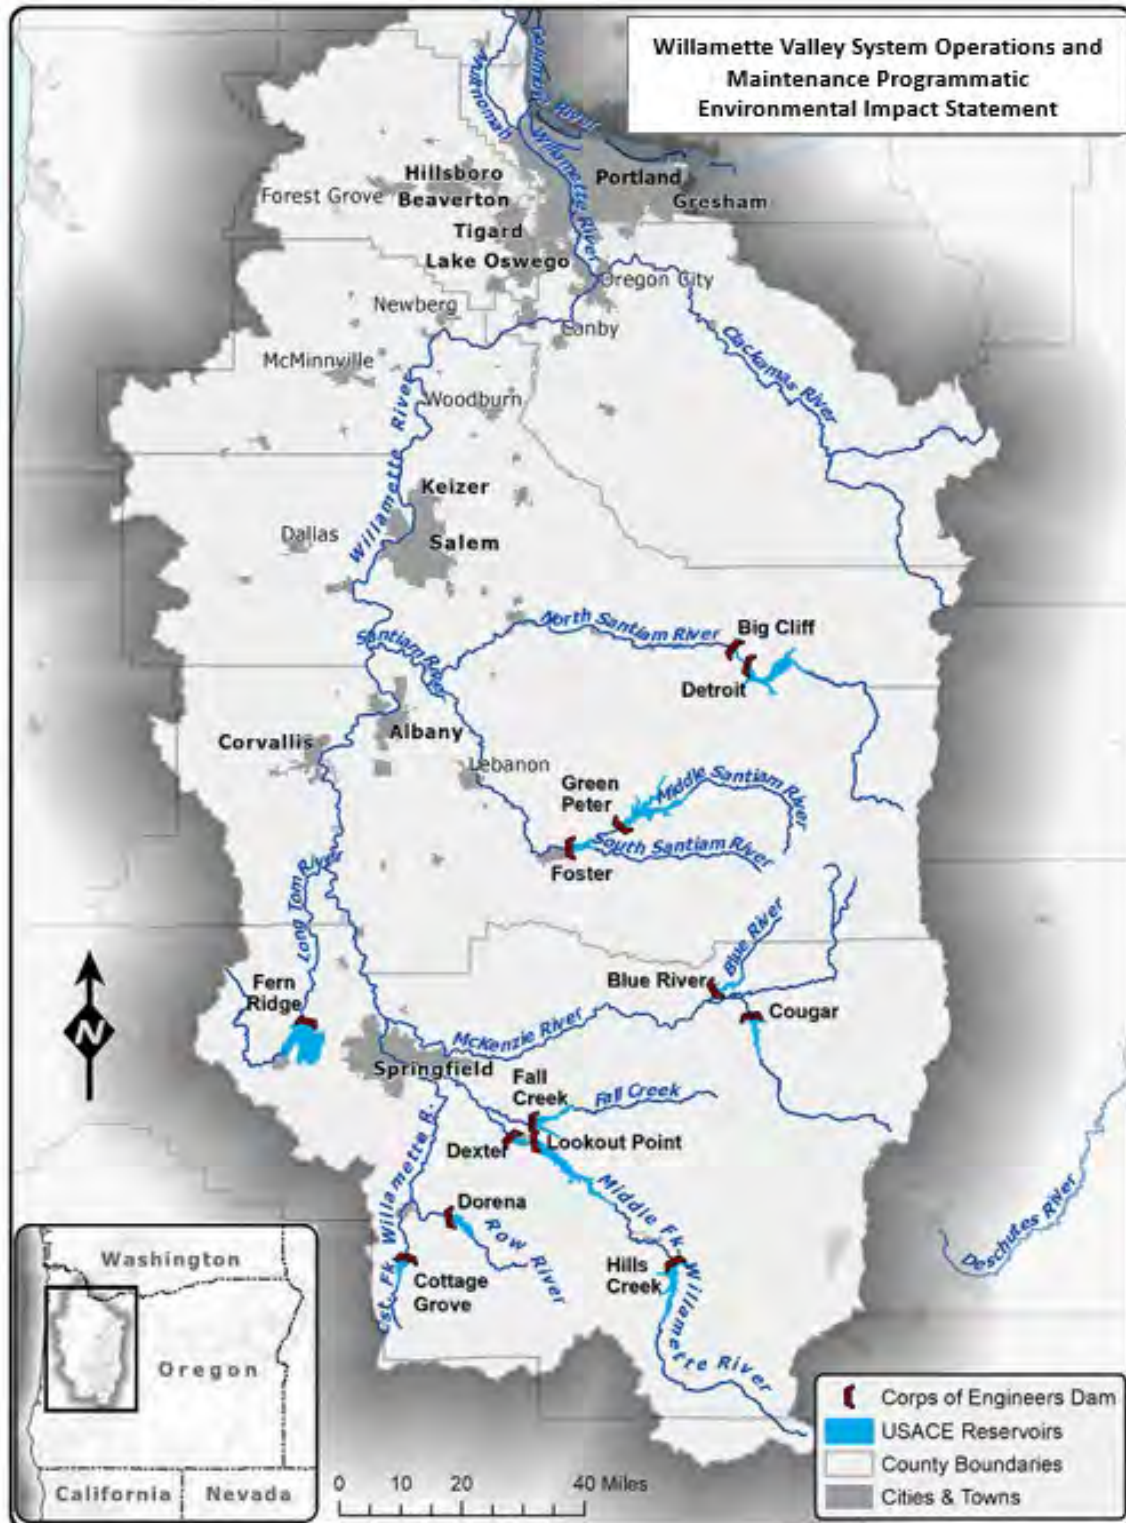 Willamette Valley System Operations and
Maintenance Programmatic
Environmental Impact Statement
Multnomah
River
Willamette River
Hillsboro
Portland
Forest Grove
Beaverton
Gresham
Tigard
Lake Oswego
Oregon City
Newberg
Canby
Clackamas River
McMinnville
Woodburn
Willamette River
Keizer
Dallas
Salem
North Santiam River
Big Cliff
Santiam River
Detroit
Albany
Corvallis
Lebanon
Green
Peter
Middle Santiam River
South Santiam River
Foster
Long Tom River
Blue River
Blue River
Fern
Ridge
Cougar
McKenzie River
N
Springfield
Fall
Creek
Fall Creek
Dexter
Lookout Point
Cst. Fk Willamette R.
Middle Fk Willamette River
Dorena
Row River
Deschutes River
Hills
Creek
Cottage
Grove
Washington
Oregon
California
Nevada
0 10 20 40 Miles
Corps of Engineers Dam
USACE Reservoirs
County Boundaries
Cities & Towns